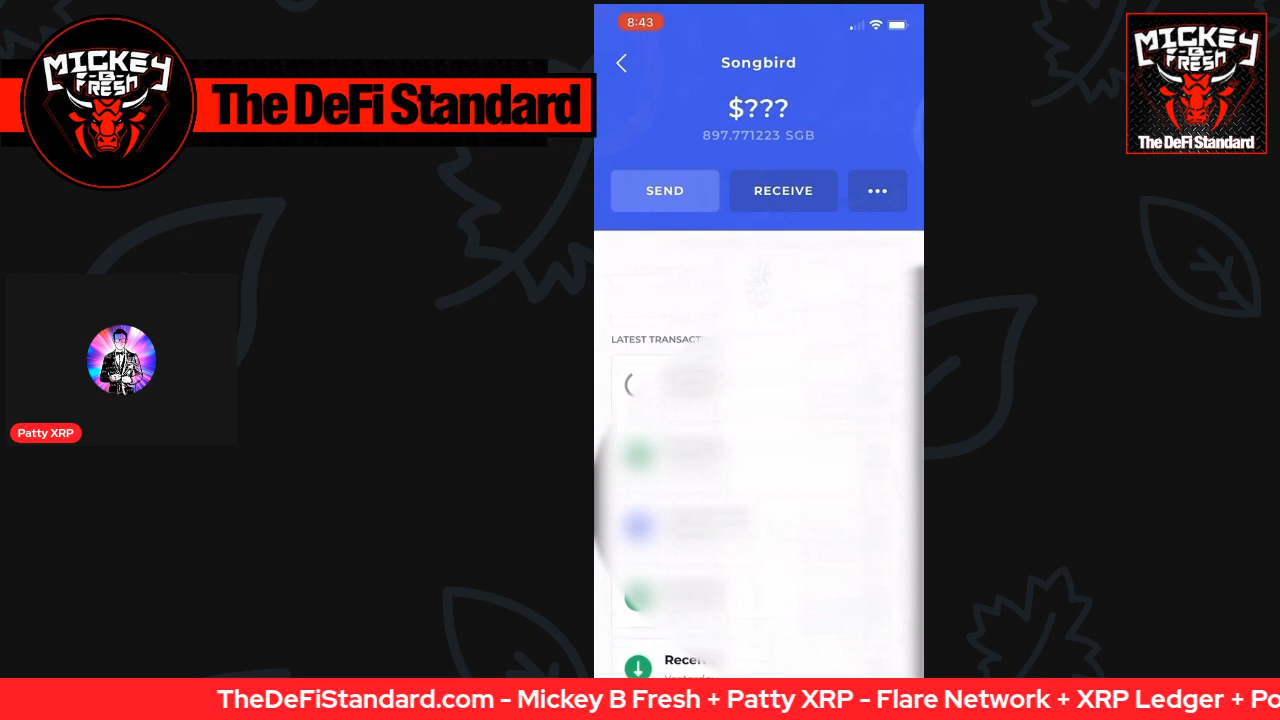 MICKEY
-B-
FRESH
The DeFi Standard
8:43
Songbird
$???
897.771223 SGB
SEND
RECEIVE
MICKEY
-B-
FRESH
The DeFi Standard
LATEST TRANSACT
Patty XRP
Recei
TheDeFiStandard.com - Mickey B Fresh + Patty XRP - Flare Network + XRP Ledger + Po